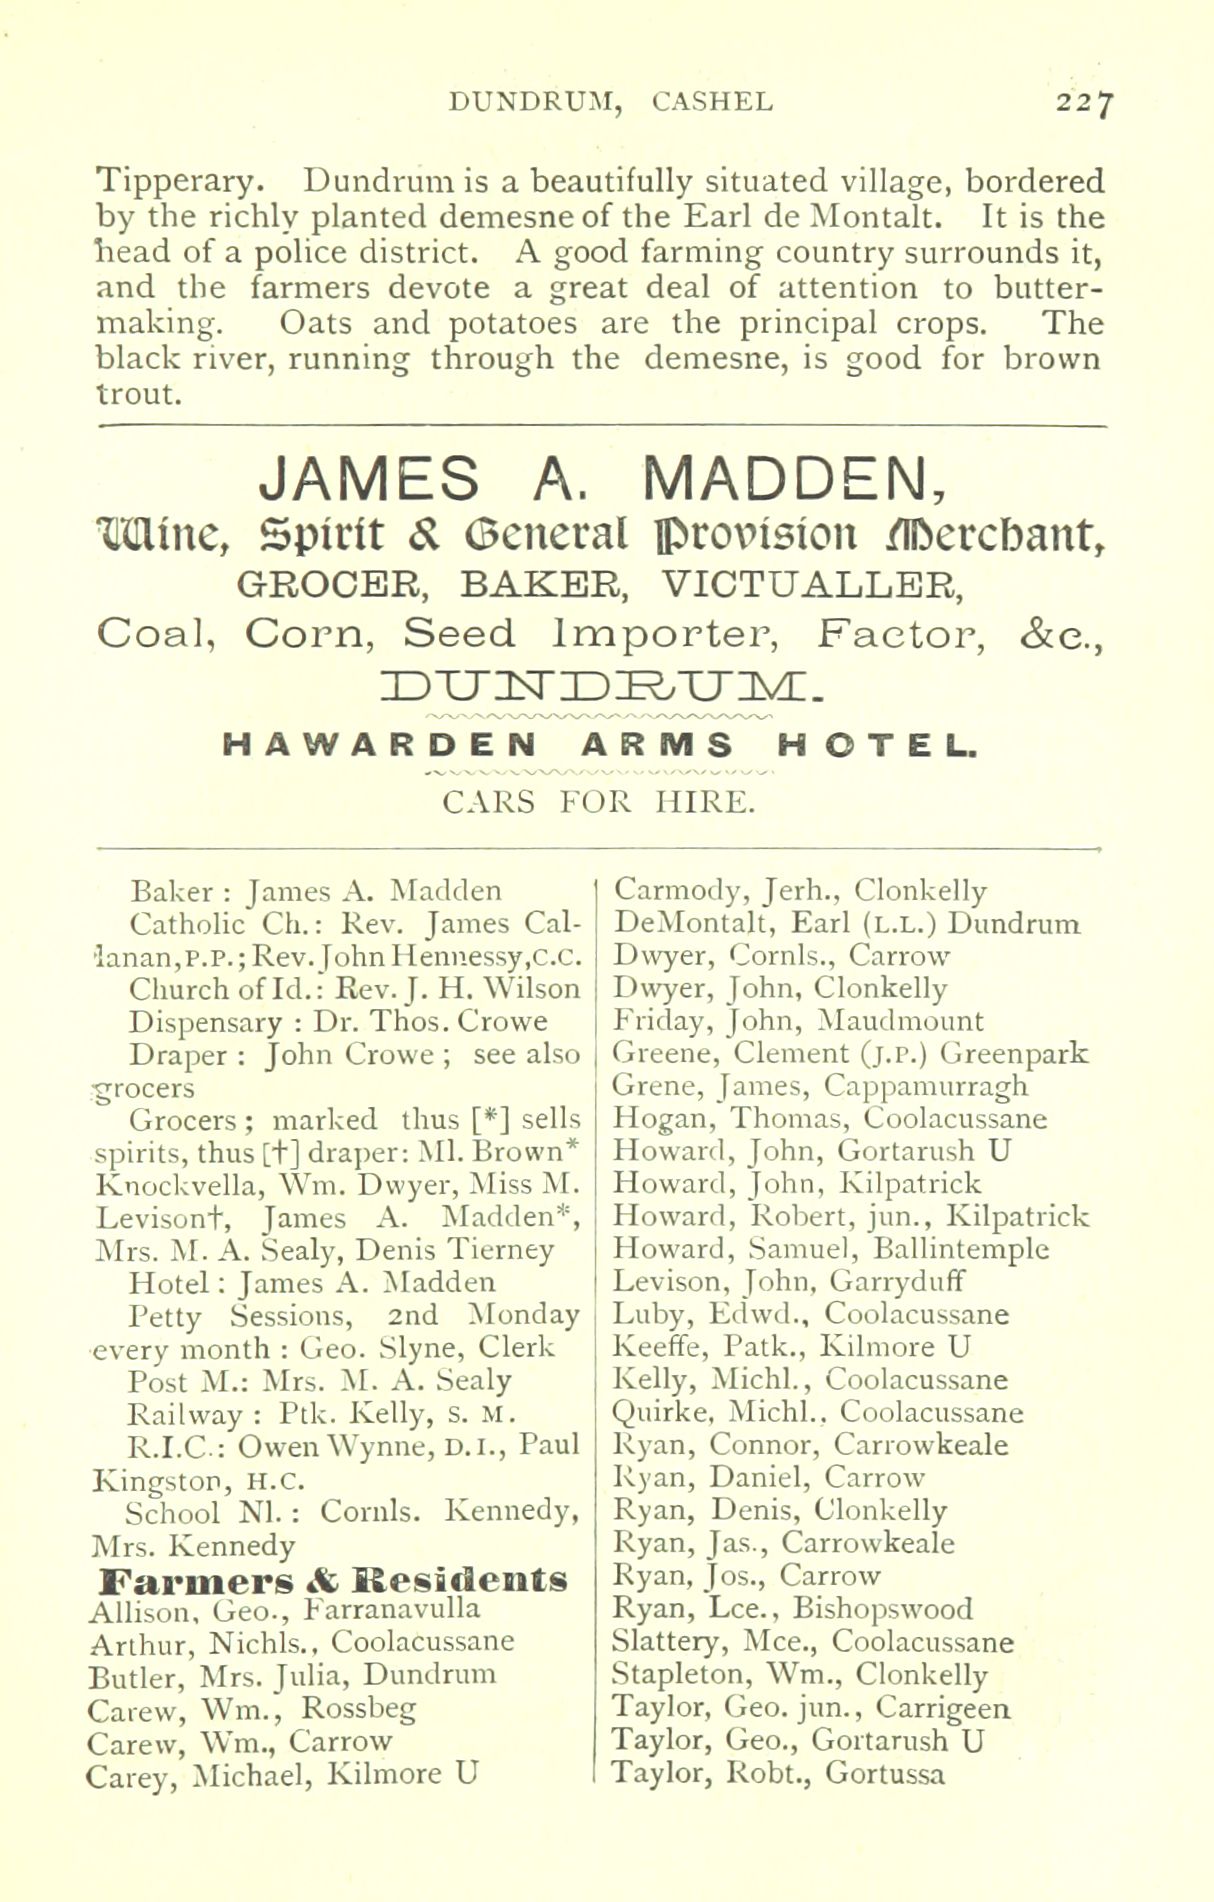 DUNDRUM, CASHEL 227
Tipperary. Dundrum is a beautifully situated village, bordered
by the richly planted demesne of the Earl de Montalt. It is the
head of a police district. A good farming country surrounds it,
and the farmers devote a great deal of attention to butter-
making. Oats and potatoes are the principal crops. The
black river, running through the demesne, is good for brown
trout.
JAMES A. MADDEN,
Wine, Spirit & General Provision Merchant,
GROCER, BAKER, VICTUALLER,
Coal, Corn, Seed Importer, Factor, &c.,
DUNDRUM.
HAWARDEN ARMS HOTEL.
CARS FOR HIRE.
Baker : James A. Madden
Catholic Ch.: Rev. James Cal-
lanan, P.P.; Rev. John Hennessy, C.C.
Church of Id.: Rev. J. H. Wilson
Dispensary : Dr. Thos. Crowe
Draper : John Crowe ; see also
grocers
Grocers ; marked thus [*] sells
spirits, thus [†] draper: Ml. Brown*
Knockvella, Wm. Dwyer, Miss M.
Levison†, James A. Madden*,
Mrs. M. A. Sealy, Denis Tierney
Hotel : James A. Madden
Petty Sessions, 2nd Monday
every month : Geo. Slyne, Clerk
Post M.: Mrs. M. A. Sealy
Railway : Ptk. Kelly, S. M.
R.I.C.: Owen Wynne, D.I., Paul
Kingston, H.C.
School Nl. : Cornls. Kennedy,
Mrs. Kennedy
Farmers & Residents
Allison, Geo., Farranavulla
Arthur, Nichls., Coolacussane
Butler, Mrs. Julia, Dundrum
Carew, Wm., Rossbeg
Carew, Wm., Carrow
Carey, Michael, Kilmore U
Carmody, Jerh., Clonkelly
DeMontalt, Earl (L.L.) Dundrum
Dwyer, Cornls., Carrow
Dwyer, John, Clonkelly
Friday, John, Maudmount
Greene, Clement (J.P.) Greenpark
Grene, James, Cappamurragh
Hogan, Thomas, Coolacussane
Howard, John, Gortarush U
Howard, John, Kilpatrick
Howard, Robert, jun., Kilpatrick
Howard, Samuel, Ballintemple
Levison, John, Garryduff
Luby, Edwd., Coolacussane
Keeffe, Patk., Kilmore U
Kelly, Michl., Coolacussane
Quirke, Michl., Coolacussane
Ryan, Connor, Carrowkeale
Ryan, Daniel, Carrow
Ryan, Denis, Clonkelly
Ryan, Jas., Carrowkeale
Ryan, Jos., Carrow
Ryan, Lce., Bishopswood
Slattery, Mce., Coolacussane
Stapleton, Wm., Clonkelly
Taylor, Geo. jun., Carrigeen
Taylor, Geo., Gortarush U
Taylor, Robt., Gortussa